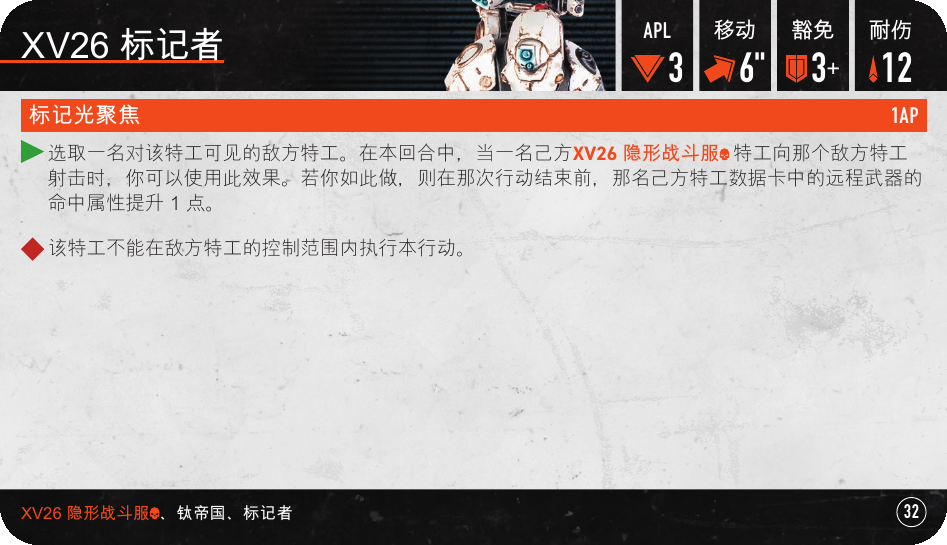 XV26 标记者
APL 移动 豁免 耐伤
3 6" 3+ 12
标记光聚焦 1AP
选取一名对该特工可见的敌方特工。在本回合中，当一名己方XV26 隐形战斗服特工向那个敌方特工
射击时，你可以使用此效果。若你如此做，则在那次行动结束前，那名己方特工数据卡中的远程武器的
命中属性提升 1 点。
该特工不能在敌方特工的控制范围内执行本行动。
XV26 隐形战斗服、钛帝国、标记者 32